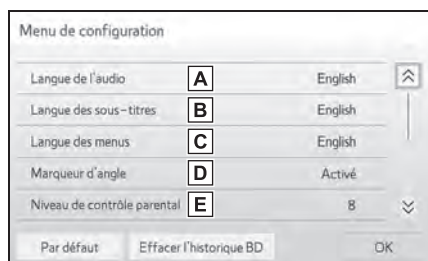 Menu de configuration
Langue de l'audio A English
Langue des sous-titres B English
Langue des menus C English
Marqueur d'angle D Activé
Niveau de contrôle parental E 8
Par défaut Effacer l'historique BD OK